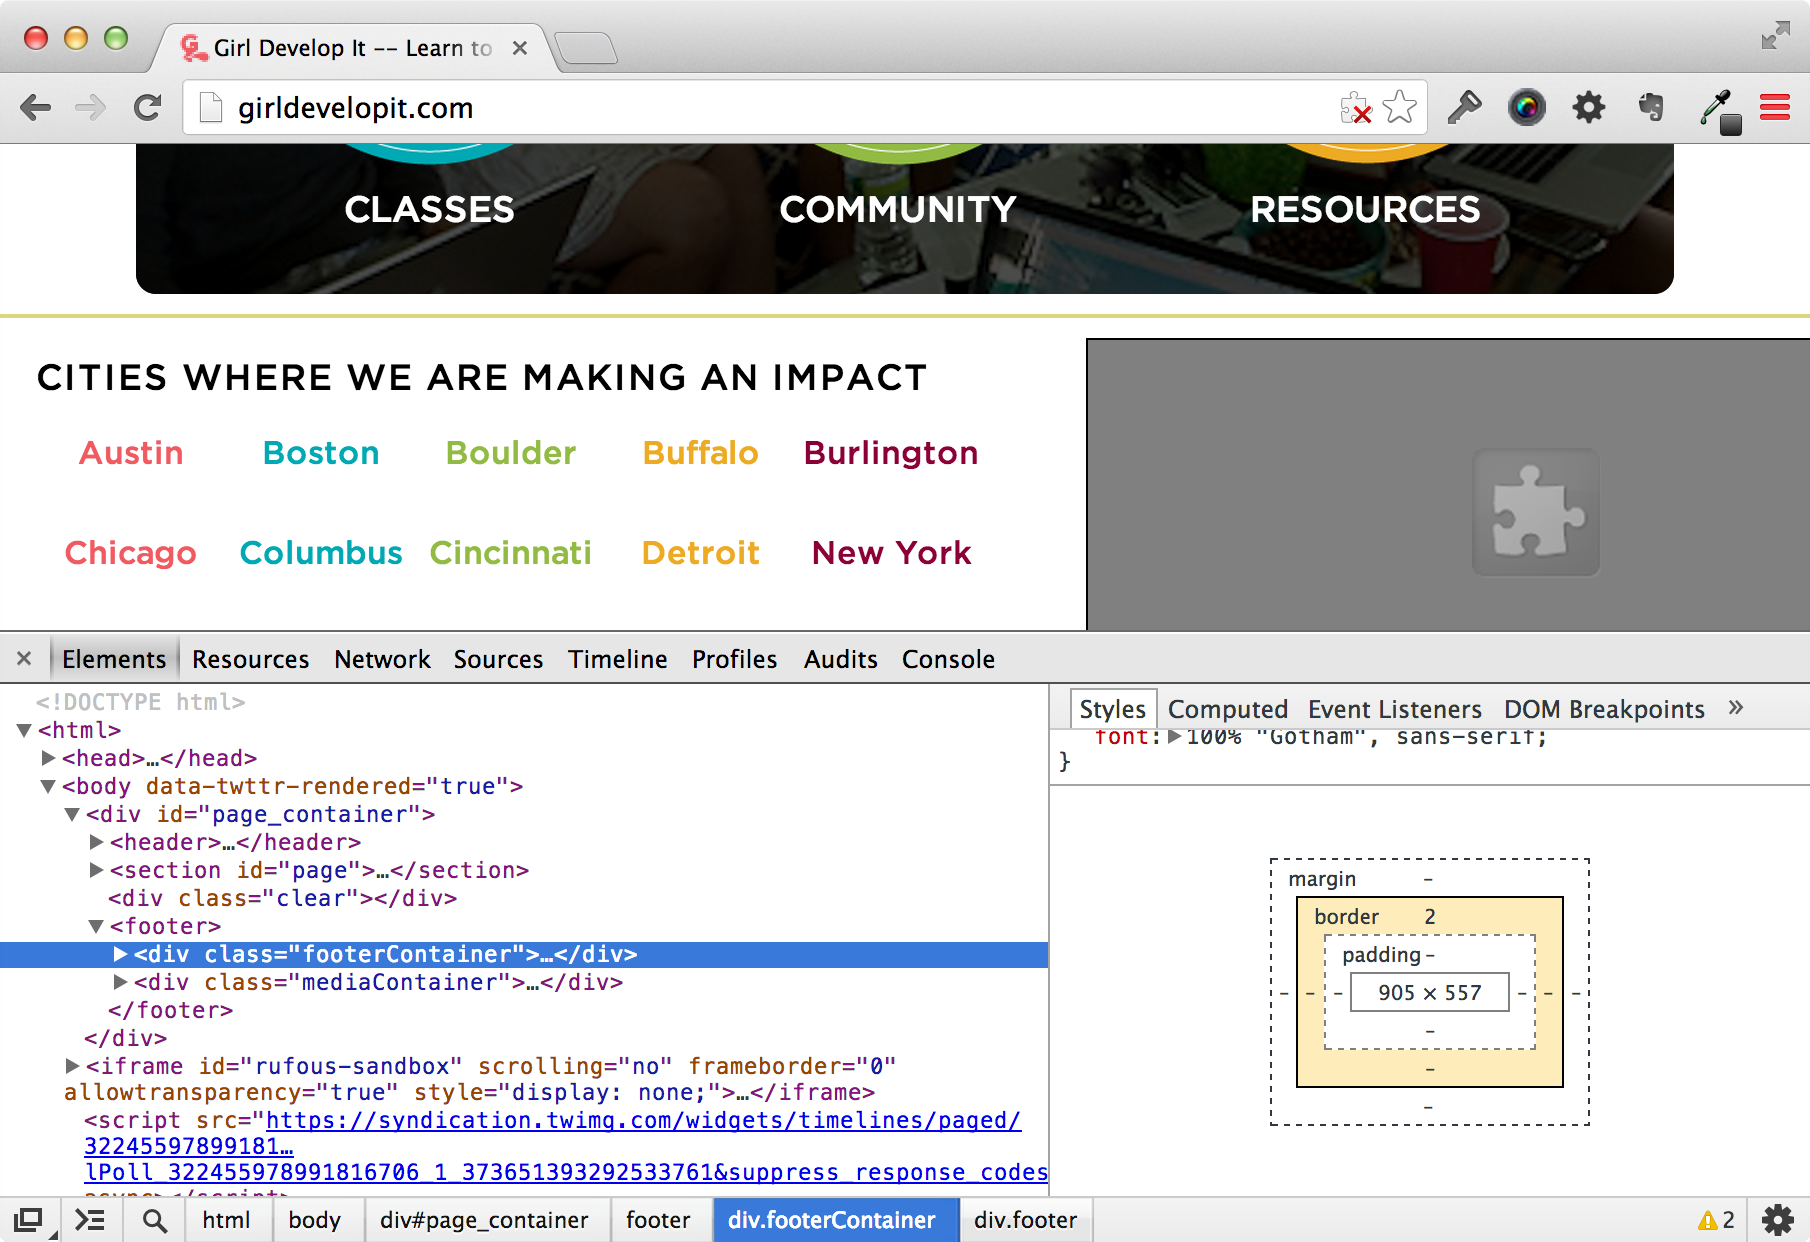 Girl Develop It -- Learn to
girldevelopit.com
CLASSES COMMUNITY RESOURCES
CITIES WHERE WE ARE MAKING AN IMPACT
Austin Boston Boulder Buffalo Burlington
Chicago Columbus Cincinnati Detroit New York
Elements Resources Network Sources Timeline Profiles Audits Console
<!DOCTYPE html>
<html>
<head>…</head>
<body data-twttr-rendered="true">
<div id="page_container">
<header>…</header>
<section id="page">…</section>
<div class="clear"></div>
<footer>
<div class="footerContainer">…</div>
<div class="mediaContainer">…</div>
</footer>
</div>
<iframe id="rufous-sandbox" scrolling="no" frameborder="0"
allowtransparency="true" style="display: none;">…</iframe>
<script src="https://syndication.twimg.com/widgets/timelines/paged/
32245597899181…
lPoll_322455978991816706_1_373651393292533761&suppress_response_codes
async></script>
Styles Computed Event Listeners DOM Breakpoints »
font: 100% "Gotham", sans-serif;
}
margin -
border 2
padding -
- - - 905 × 557 - - -
-
-
-
html body div#page_container footer div.footerContainer div.footer 2